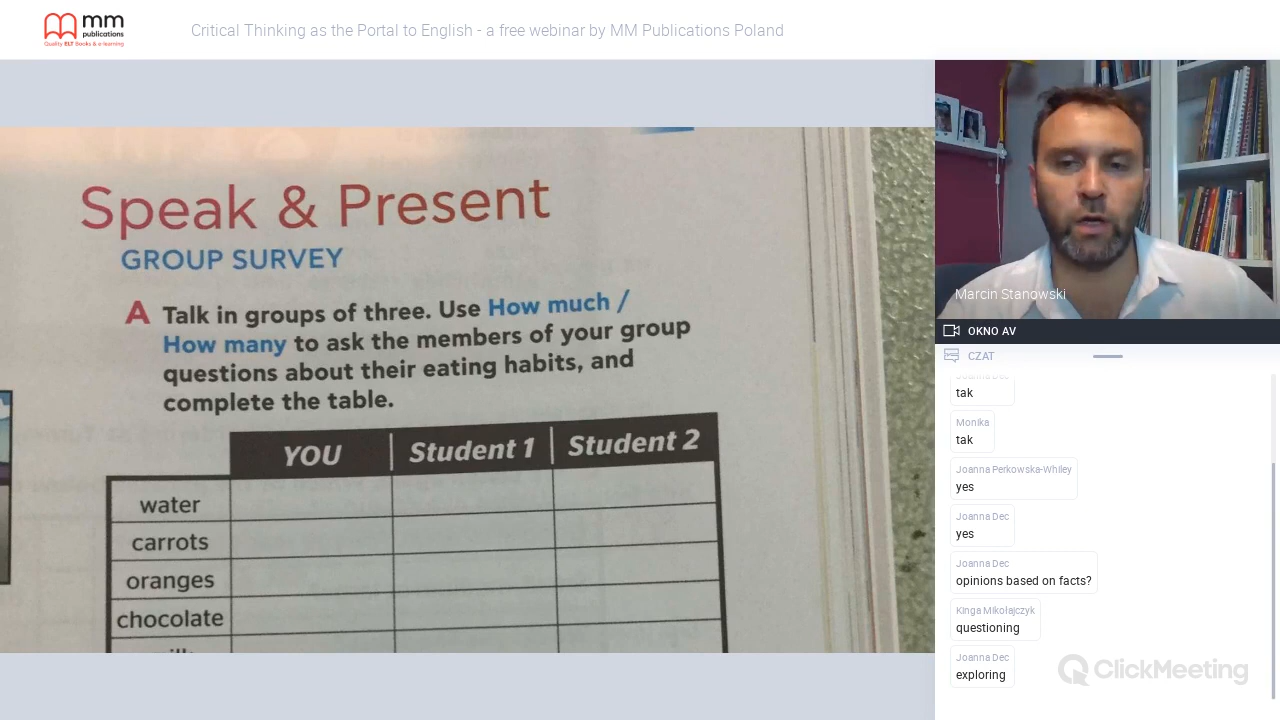 mm
publications
Quality ELT Books & e-learning
Critical Thinking as the Portal to English - a free webinar by MM Publications Poland
Speak & Present
GROUP SURVEY
A Talk in groups of three. Use How much /
How many to ask the members of your group
questions about their eating habits, and
complete the table.
YOU Student 1 Student 2
water
carrots
oranges
chocolate
Marcin Stanowski
OKNO AV
CZAT
Joanna Dec
tak
Monika
tak
Joanna Perkowska-Whiley
yes
Joanna Dec
yes
Joanna Dec
opinions based on facts?
Kinga Mikołajczyk
questioning
Joanna Dec
exploring
ClickMeeting